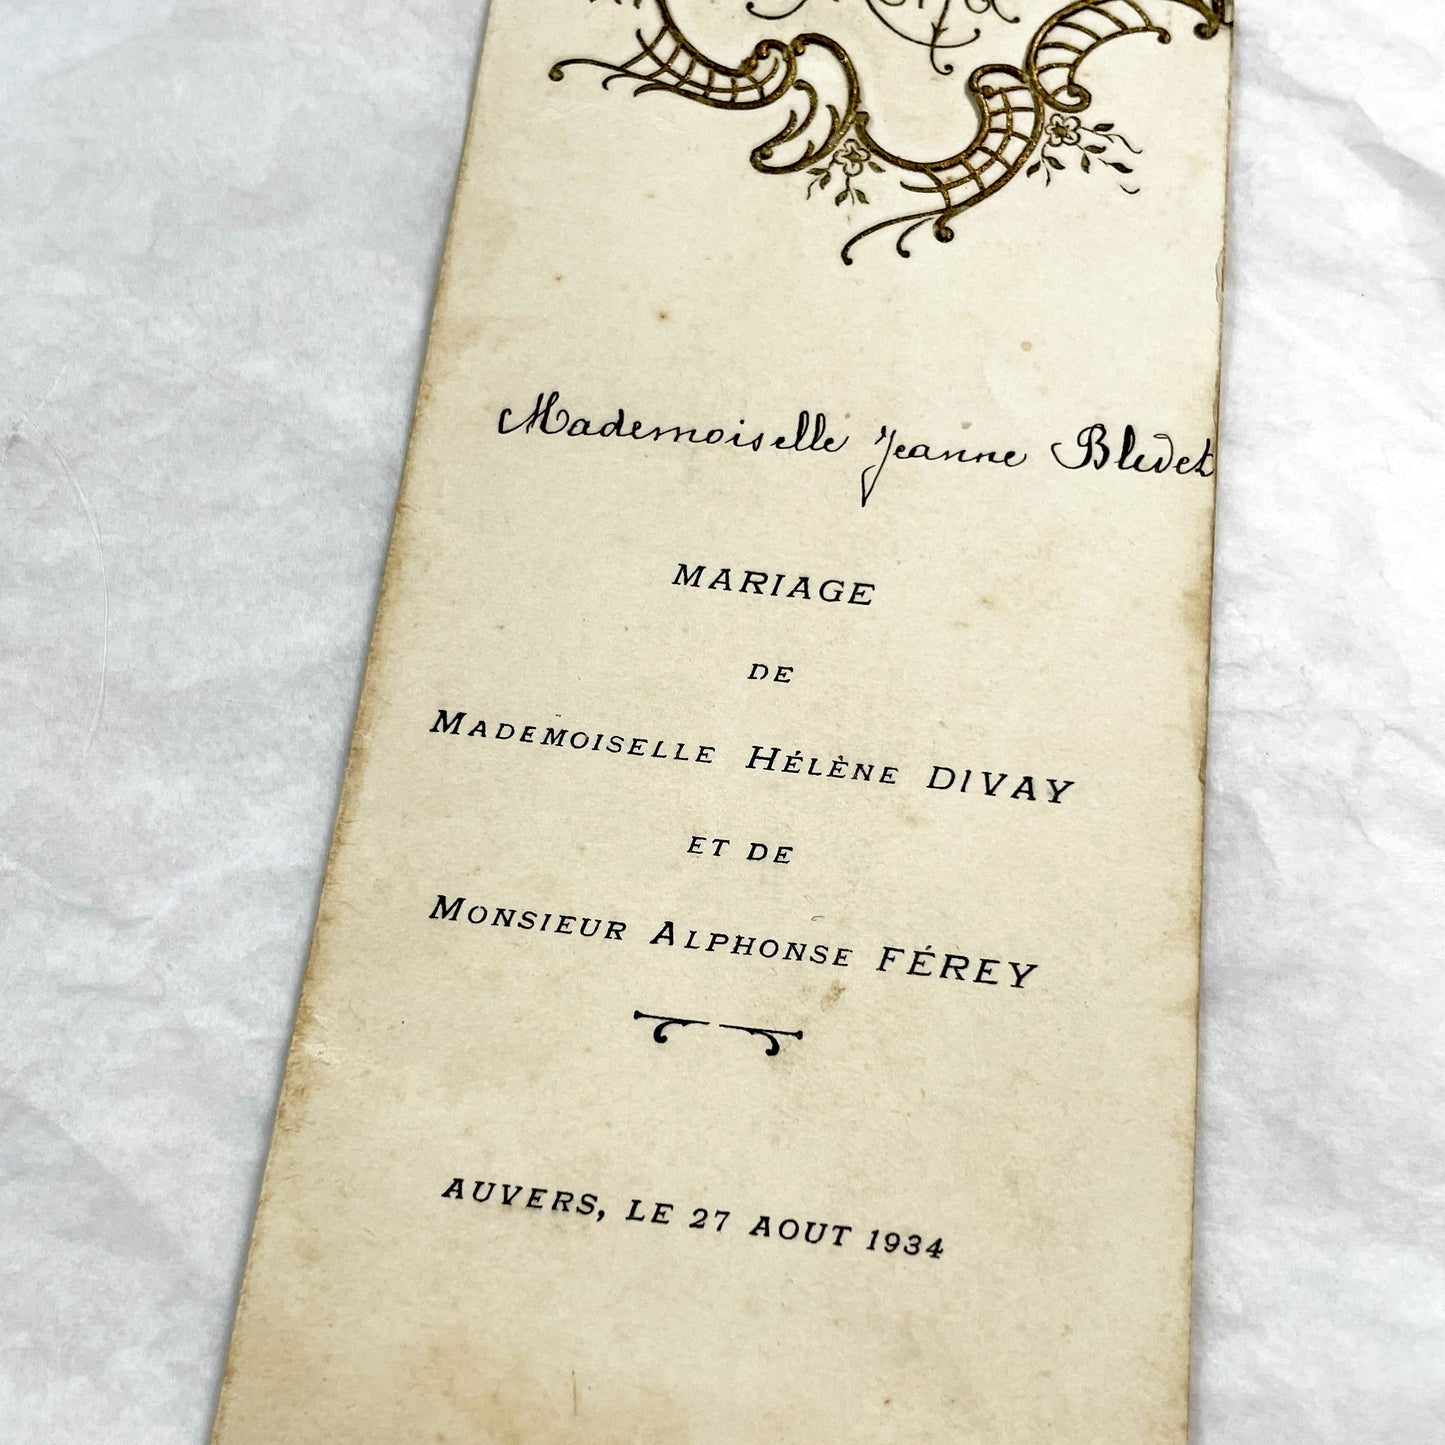 Mademoiselle Jeanne Bledet
MARIAGE
DE
MADEMOISELLE HÉLÈNE DIVAY
ET DE
MONSIEUR ALPHONSE FÉREY
AUVERS, LE 27 AOUT 1934